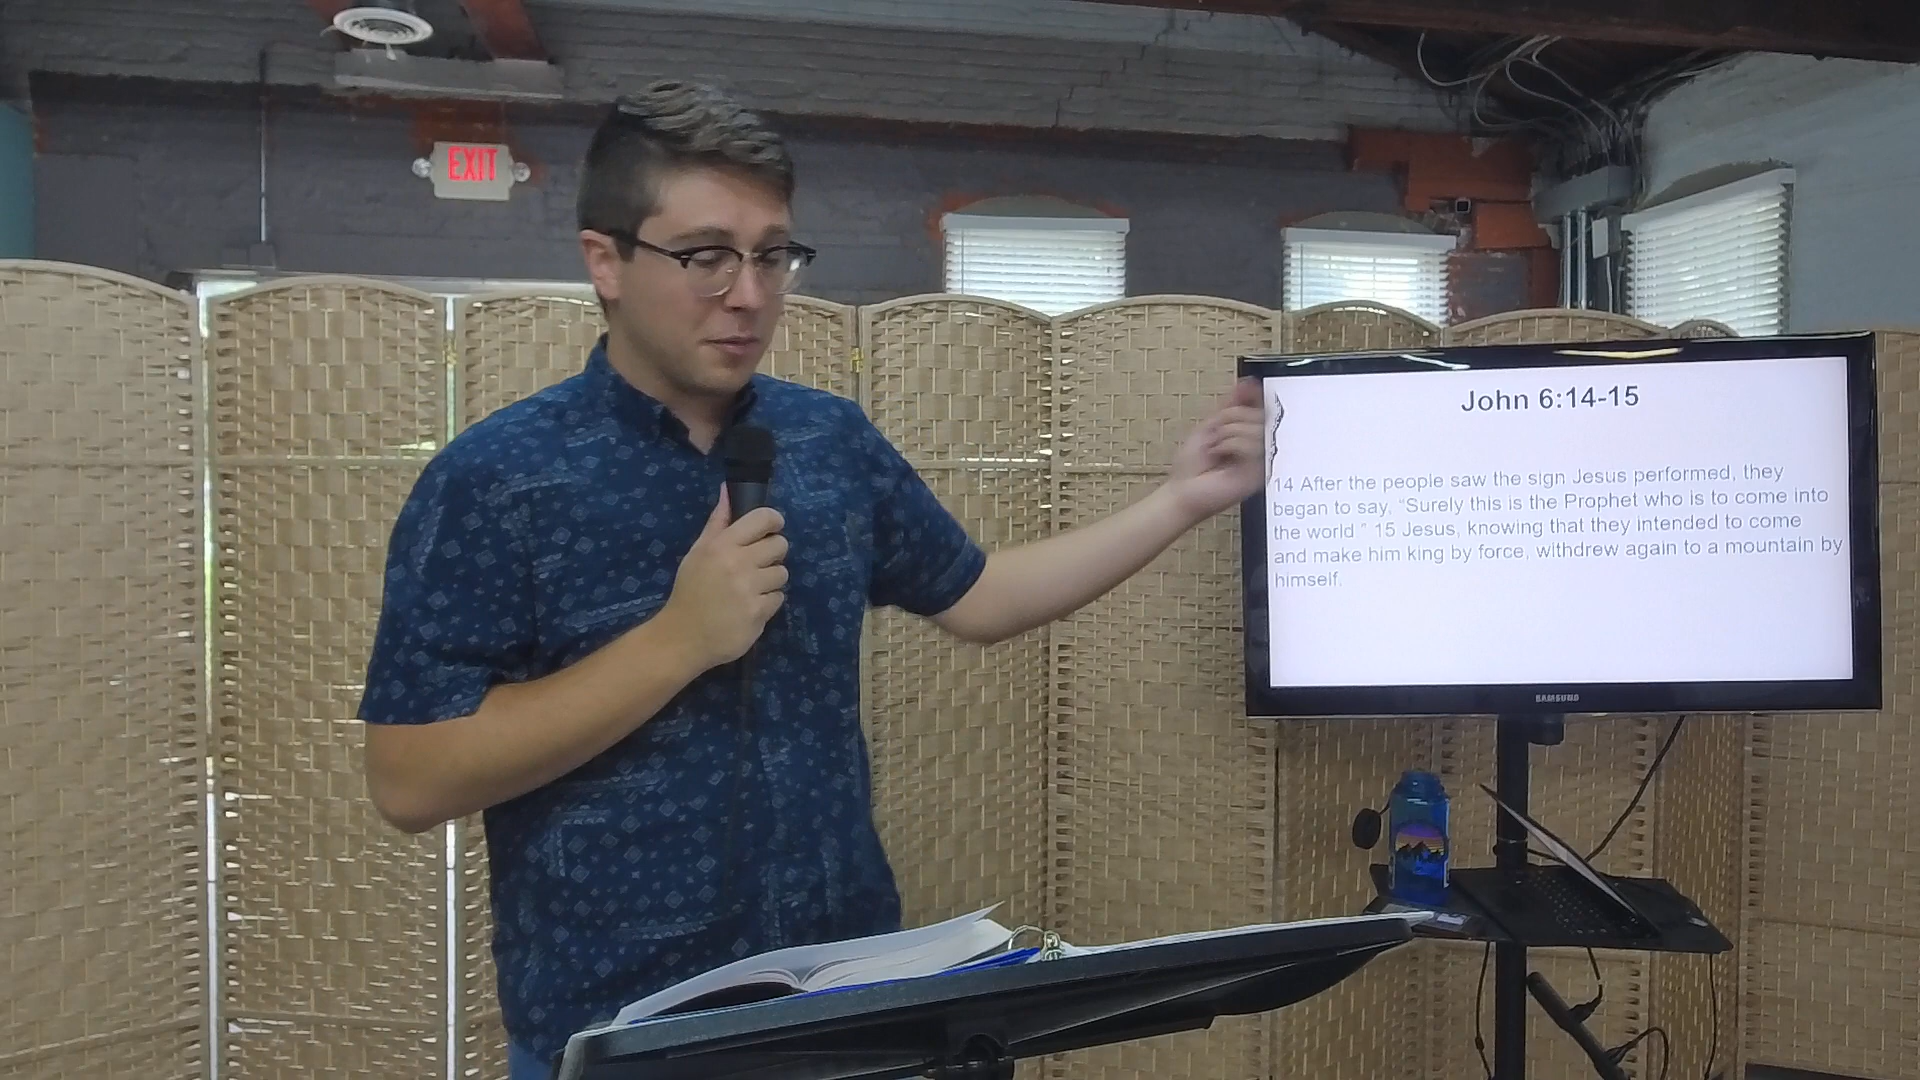 EXIT
John 6:14-15
14 After the people saw the sign Jesus performed, they
began to say, “Surely this is the Prophet who is to come into
the world.” 15 Jesus, knowing that they intended to come
and make him king by force, withdrew again to a mountain by
himself.
SAMSUNG